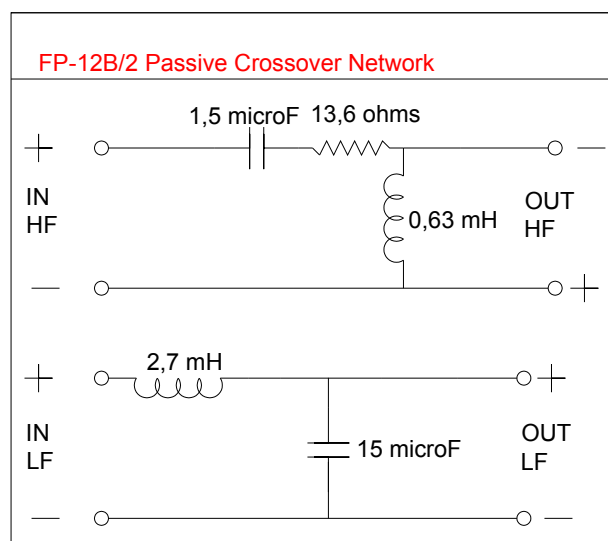 FP-12B/2 Passive Crossover Network
1,5 microF 13,6 ohms
+ −
IN
HF
OUT
HF
0,63 mH
− +
2,7 mH
+ +
IN
LF
15 microF
OUT
LF
− −